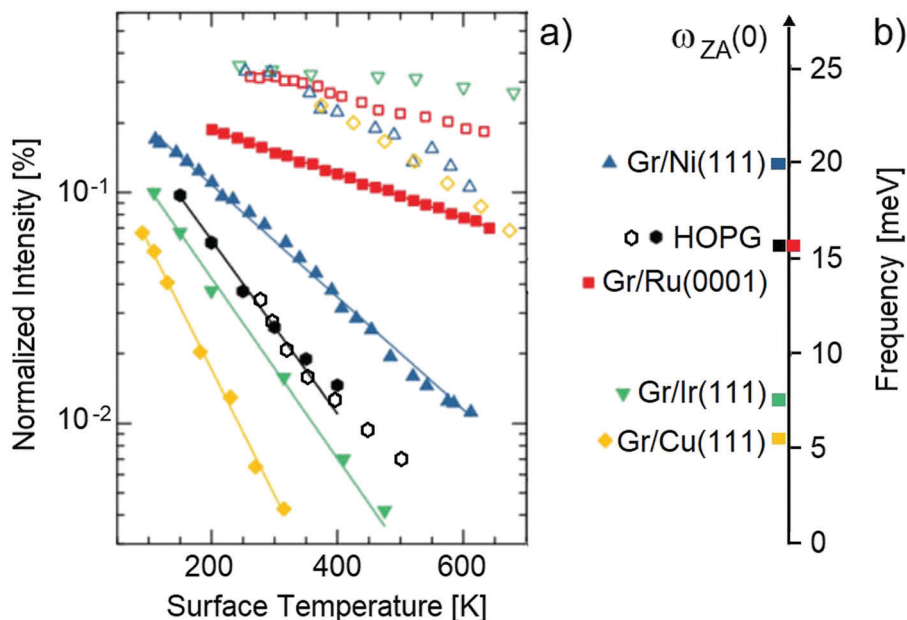 a)
ω_ZA(0)
b)
Normalized Intensity [%]
10^-1
10^-2
200
400
600
Surface Temperature [K]
Gr/Ni(111)
HOPG
Gr/Ru(0001)
Gr/Ir(111)
Gr/Cu(111)
25
20
15
10
5
0
Frequency [meV]